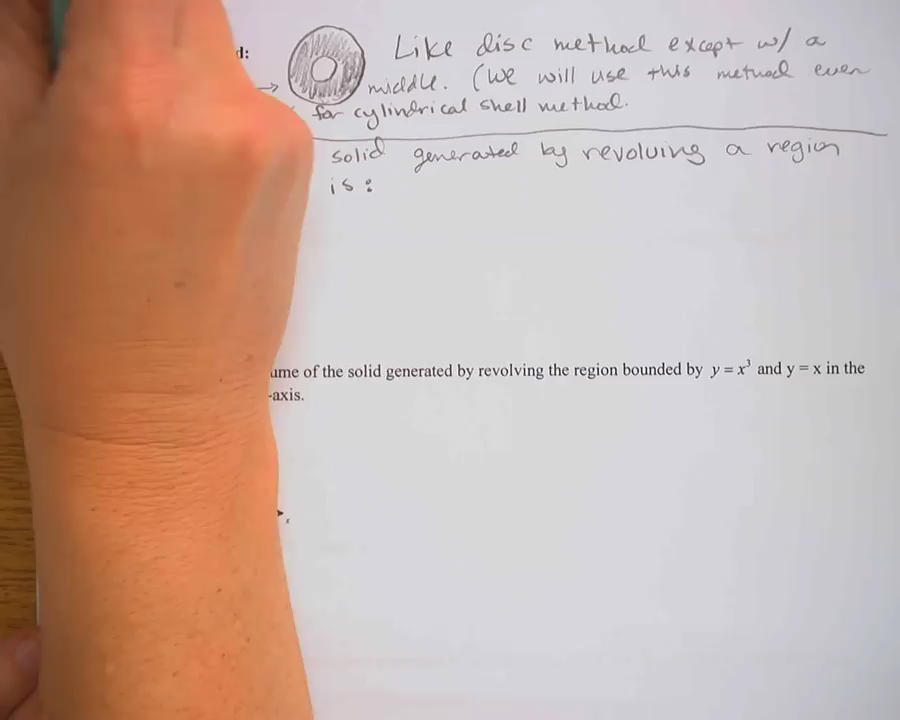 d:
Like disc method except w/ a
middle. (We will use this method even
for cylindrical shell method.
solid generated by revolving a region
is:
ume of the solid generated by revolving the region bounded by y = x³ and y = x in the
-axis.
x